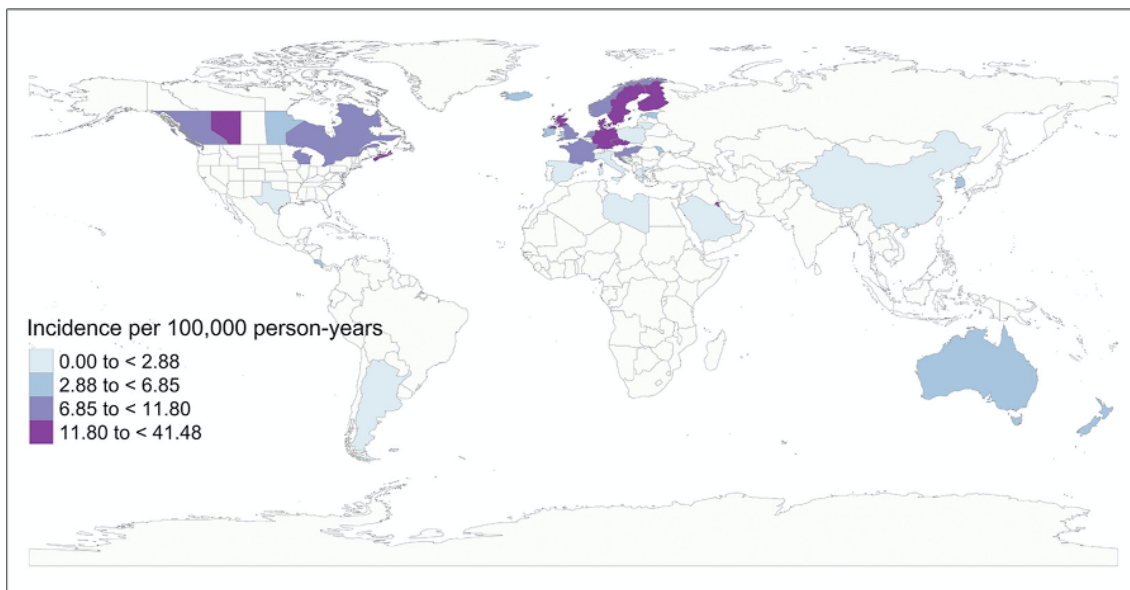 Incidence per 100,000 person-years
0.00 to < 2.88
2.88 to < 6.85
6.85 to < 11.80
11.80 to < 41.48